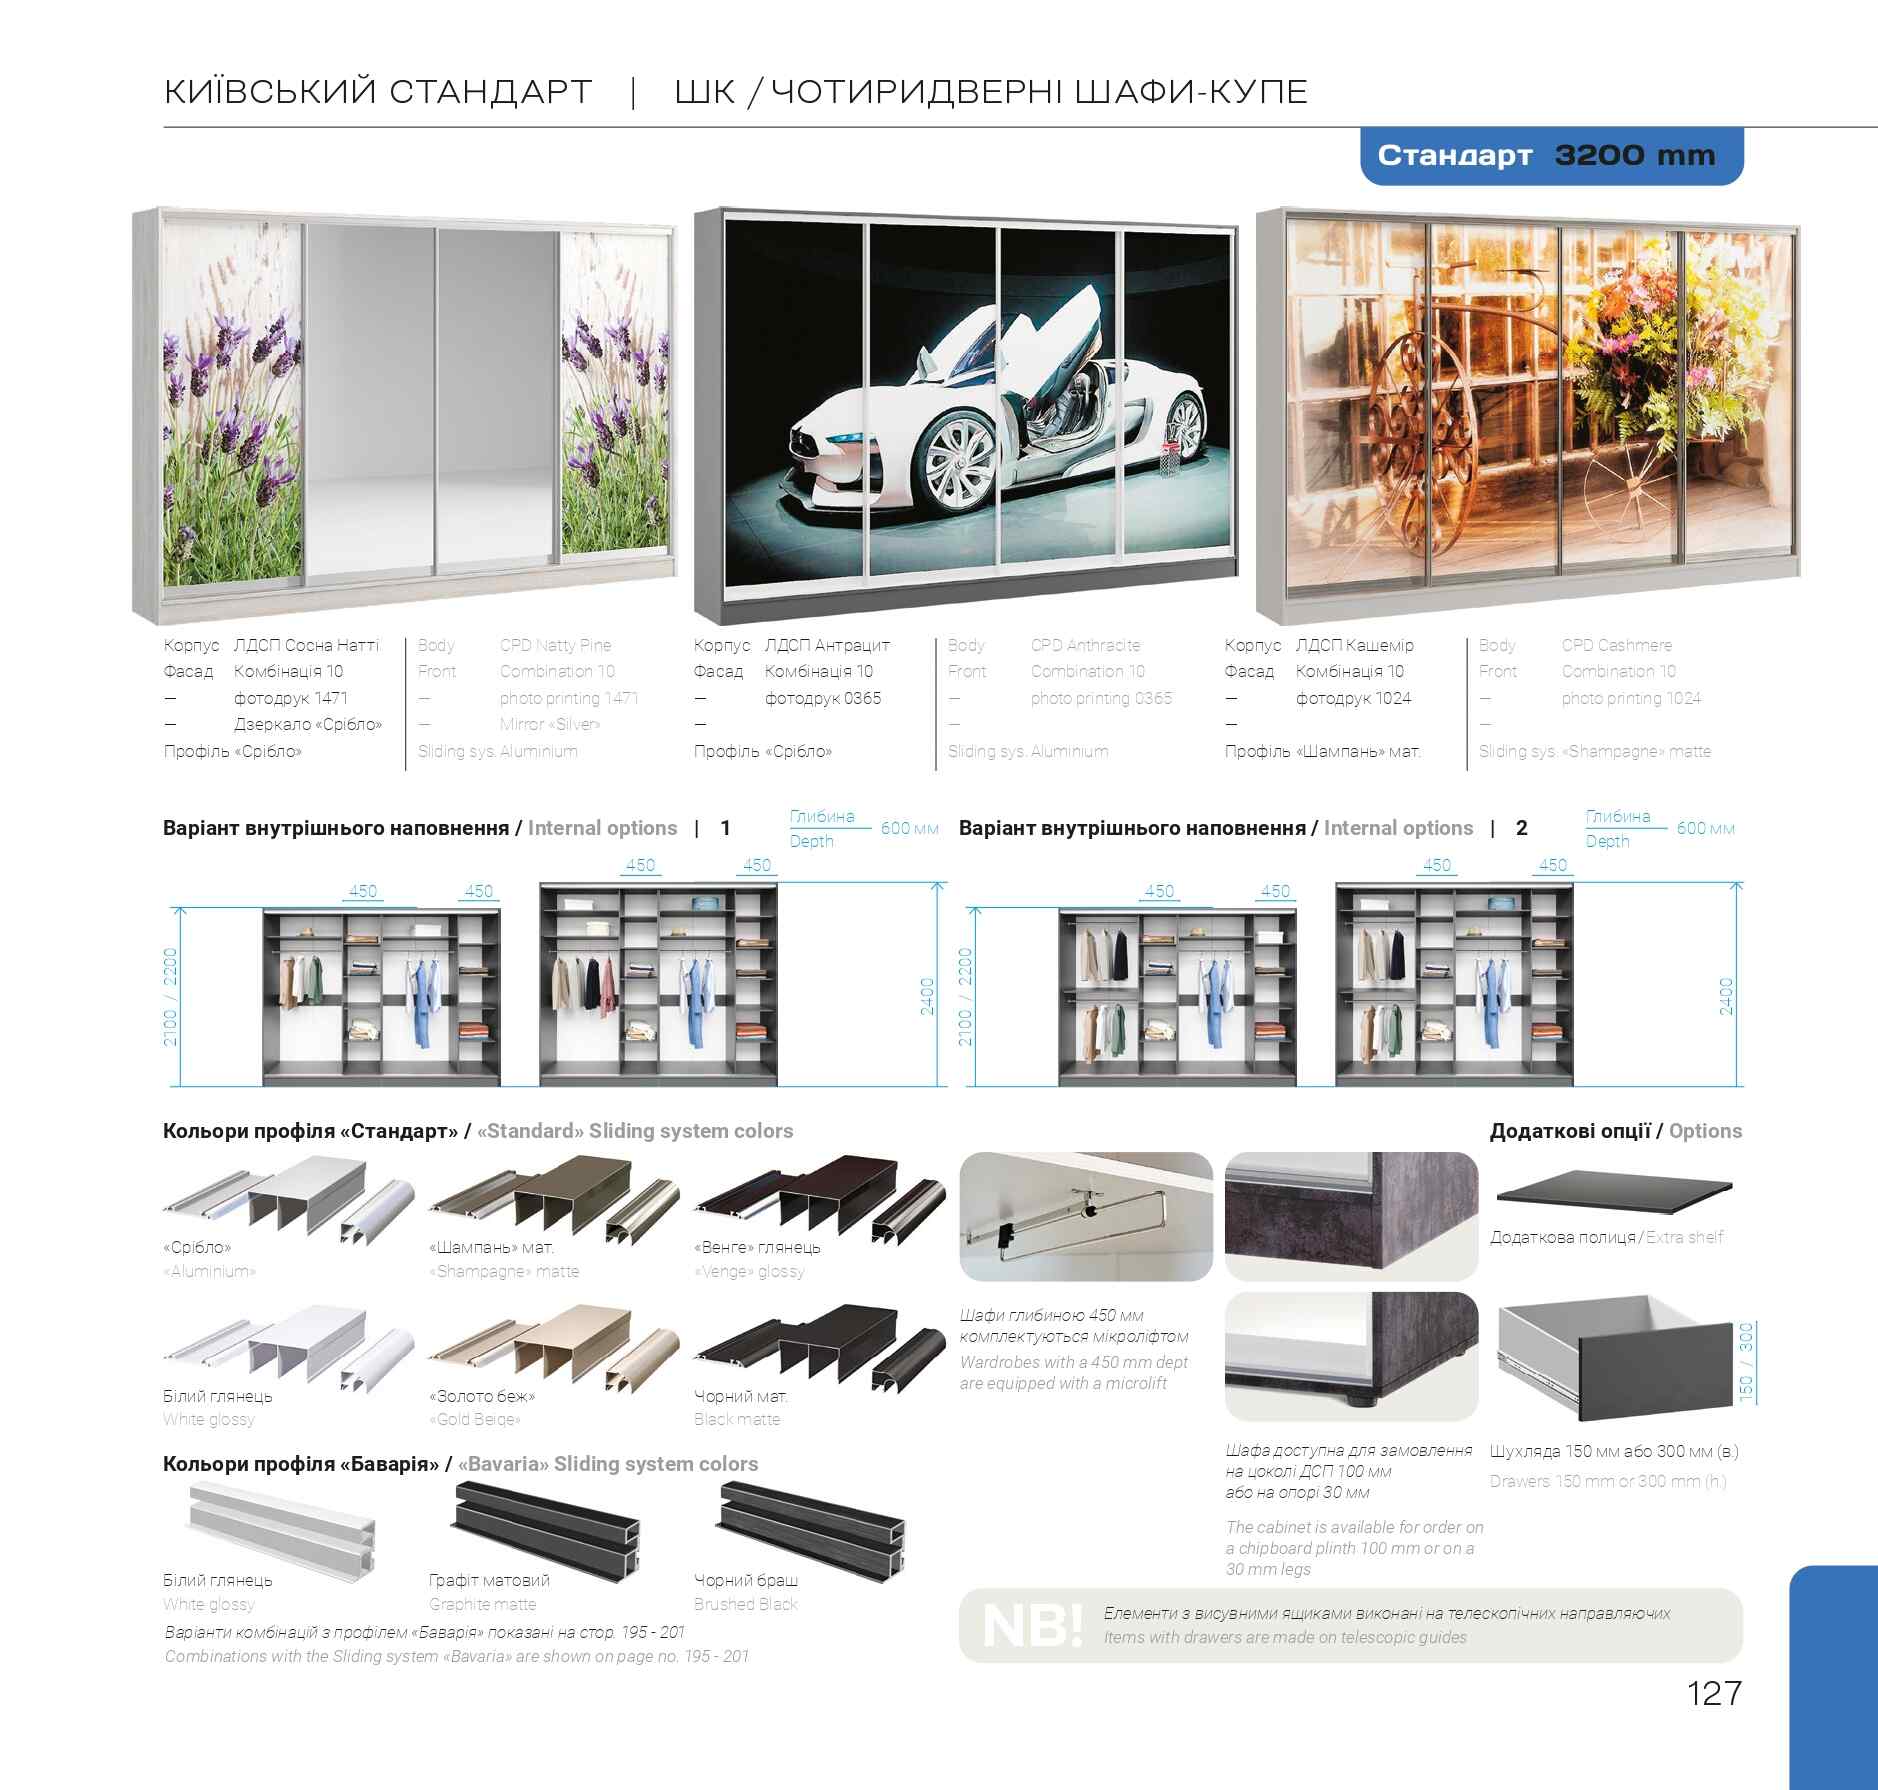 КИЇВСЬКИЙ СТАНДАРТ | ШК / ЧОТИРИДВЕРНІ ШАФИ-КУПЕ
Стандарт 3200 mm
Корпус ЛДСП Сосна Натті
Фасад Комбінація 10
— фотодрук 1471
— Дзеркало «Срібло»
Профіль «Срібло»
Body CPD Natty Pine
Front Combination 10
— photo printing 1471
— Mirror «Silver»
Sliding sys. Aluminium
Корпус ЛДСП Антрацит
Фасад Комбінація 10
— фотодрук 0365
—
Профіль «Срібло»
Body CPD Anthracite
Front Combination 10
— photo printing 0365
—
Sliding sys. Aluminium
Корпус ЛДСП Кашемір
Фасад Комбінація 10
— фотодрук 1024
—
Профіль «Шампань» мат.
Body CPD Cashmere
Front Combination 10
— photo printing 1024
—
Sliding sys. «Shampagne» matte
Варіант внутрішнього наповнення / Internal options | 1
Глибина
Depth
600 мм
450 450
450 450
2100 / 2200
2400
Варіант внутрішнього наповнення / Internal options | 2
Глибина
Depth
600 мм
450 450
450 450
2100 / 2200
2400
Кольори профіля «Стандарт» / «Standard» Sliding system colors
«Срібло»
«Aluminium»
«Шампань» мат.
«Shampagne» matte
«Венге» глянець
«Venge» glossy
Білий глянець
White glossy
«Золото беж»
«Gold Beige»
Чорний мат.
Black matte
Кольори профіля «Баварія» / «Bavaria» Sliding system colors
Білий глянець
White glossy
Графіт матовий
Graphite matte
Чорний браш
Brushed Black
Варіанти комбінацій з профілем «Баварія» показані на стор. 195 - 201
Combinations with the Sliding system «Bavaria» are shown on page no. 195 - 201
Шафи глибиною 450 мм
комплектуються мікроліфтом
Wardrobes with a 450 mm dept
are equipped with a microlift
Шафа доступна для замовлення
на цоколі ДСП 100 мм
або на опорі 30 мм
The cabinet is available for order on
a chipboard plinth 100 mm or on a
30 mm legs
Додаткові опції / Options
Додаткова полиця / Extra shelf
150 / 300
Шухляда 150 мм або 300 мм (в.)
Drawers 150 mm or 300 mm (h.)
NB!
Елементи з висувними ящиками виконані на телескопічних направляючих
Items with drawers are made on telescopic guides
127